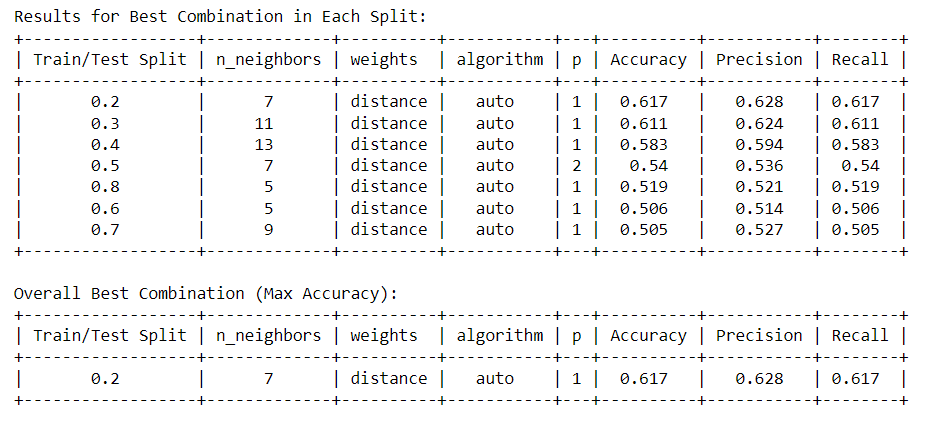 Results for Best Combination in Each Split:
+------------------+-------------+----------+-----------+---+----------+-----------+--------+
| Train/Test Split | n_neighbors | weights  | algorithm | p | Accuracy | Precision | Recall |
+------------------+-------------+----------+-----------+---+----------+-----------+--------+
|       0.2        |      7      | distance |   auto    | 1 |  0.617   |   0.628   | 0.617  |
|       0.3        |     11      | distance |   auto    | 1 |  0.611   |   0.624   | 0.611  |
|       0.4        |     13      | distance |   auto    | 1 |  0.583   |   0.594   | 0.583  |
|       0.5        |      7      | distance |   auto    | 2 |   0.54   |   0.536   |  0.54  |
|       0.8        |      5      | distance |   auto    | 1 |  0.519   |   0.521   | 0.519  |
|       0.6        |      5      | distance |   auto    | 1 |  0.506   |   0.514   | 0.506  |
|       0.7        |      9      | distance |   auto    | 1 |  0.505   |   0.527   | 0.505  |
+------------------+-------------+----------+-----------+---+----------+-----------+--------+
Overall Best Combination (Max Accuracy):
+------------------+-------------+----------+-----------+---+----------+-----------+--------+
| Train/Test Split | n_neighbors | weights  | algorithm | p | Accuracy | Precision | Recall |
+------------------+-------------+----------+-----------+---+----------+-----------+--------+
|       0.2        |      7      | distance |   auto    | 1 |  0.617   |   0.628   | 0.617  |
+------------------+-------------+----------+-----------+---+----------+-----------+--------+